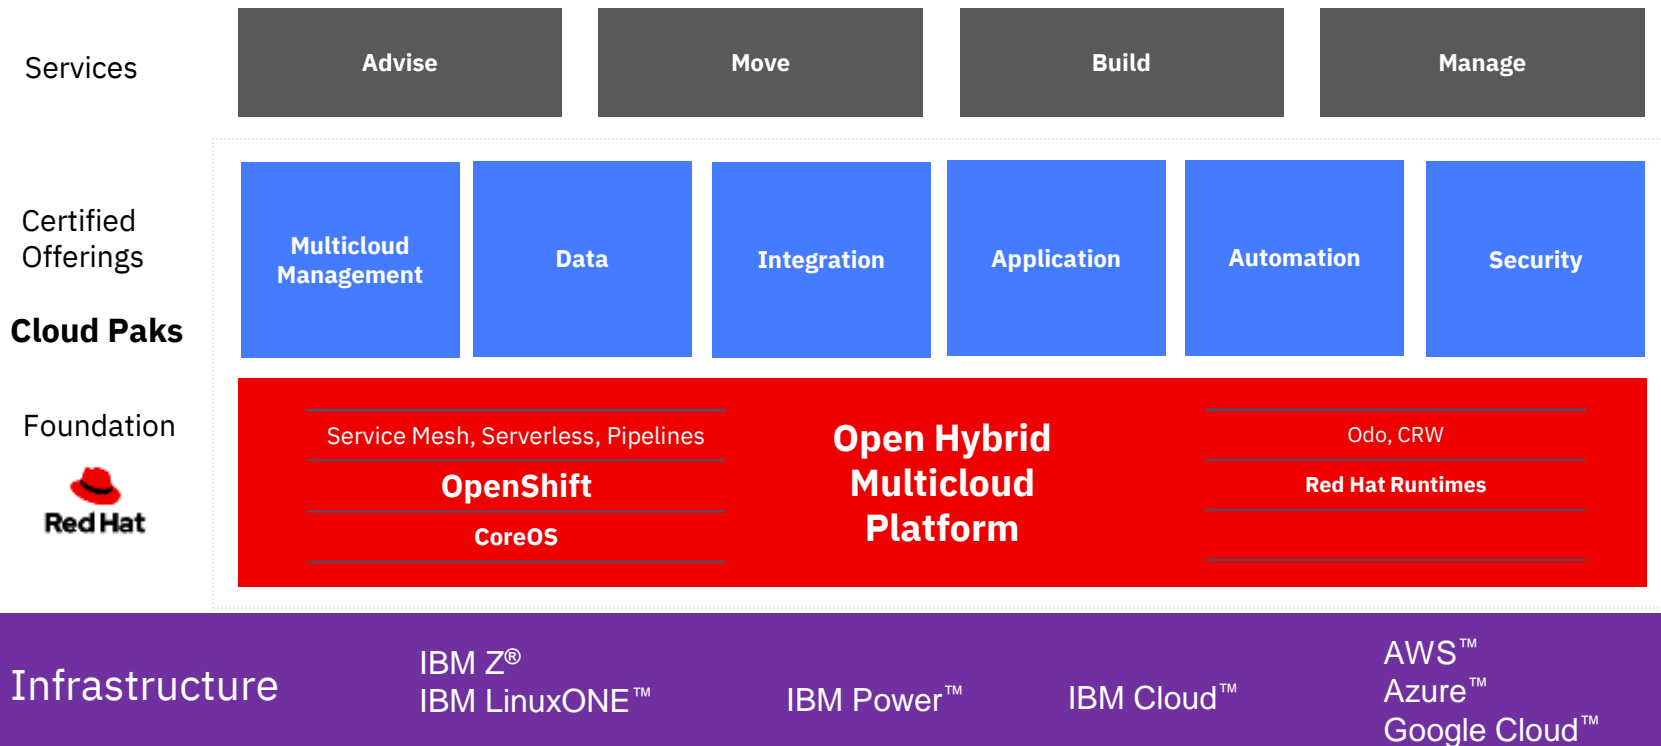 Services
Advise
Move
Build
Manage
Certified
Offerings
Cloud Paks
Multicloud
Management
Data
Integration
Application
Automation
Security
Foundation
Red Hat
Service Mesh, Serverless, Pipelines
OpenShift
CoreOS
Open Hybrid
Multicloud
Platform
Odo, CRW
Red Hat Runtimes
Infrastructure
IBM Z®
IBM LinuxONE™
IBM Power™
IBM Cloud™
AWS™
Azure™
Google Cloud™